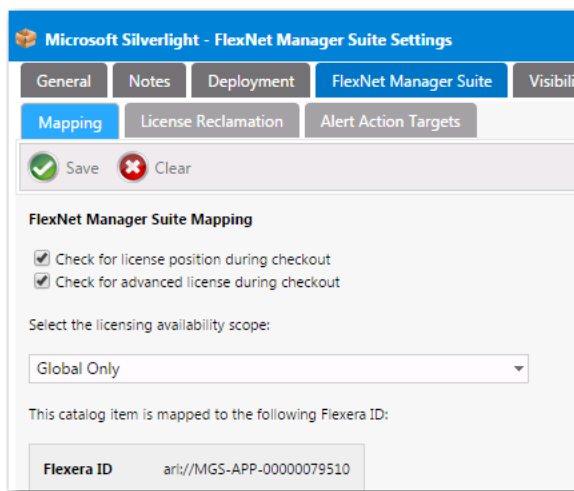 Microsoft Silverlight - FlexNet Manager Suite Settings
General Notes Deployment FlexNet Manager Suite Visibili
Mapping License Reclamation Alert Action Targets
Save Clear
FlexNet Manager Suite Mapping
Check for license position during checkout
Check for advanced license during checkout
Select the licensing availability scope:
Global Only
This catalog item is mapped to the following Flexera ID:
Flexera ID arl://MGS-APP-00000079510